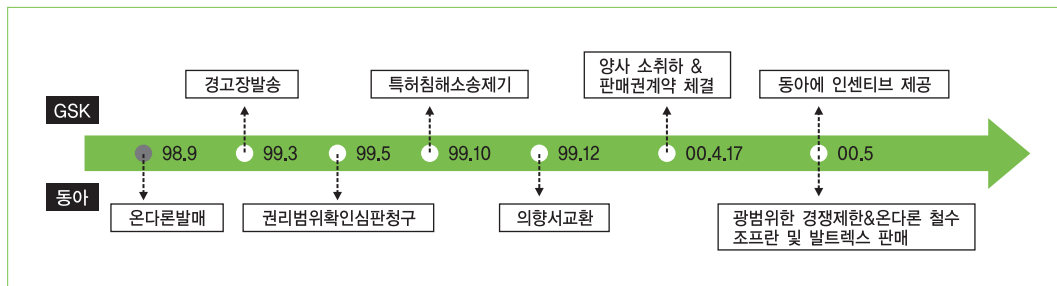 양사 소취하 &
판매권계약 체결
경고장발송
특허침해소송제기
동아에 인센티브 제공
GSK
98.9
99.3
99.5
99.10
99.12
00.4.17
00.5
동아
온다론발매
권리범위확인심판청구
의향서교환
광범위한 경쟁제한&온다론 철수
조프란 및 발트렉스 판매